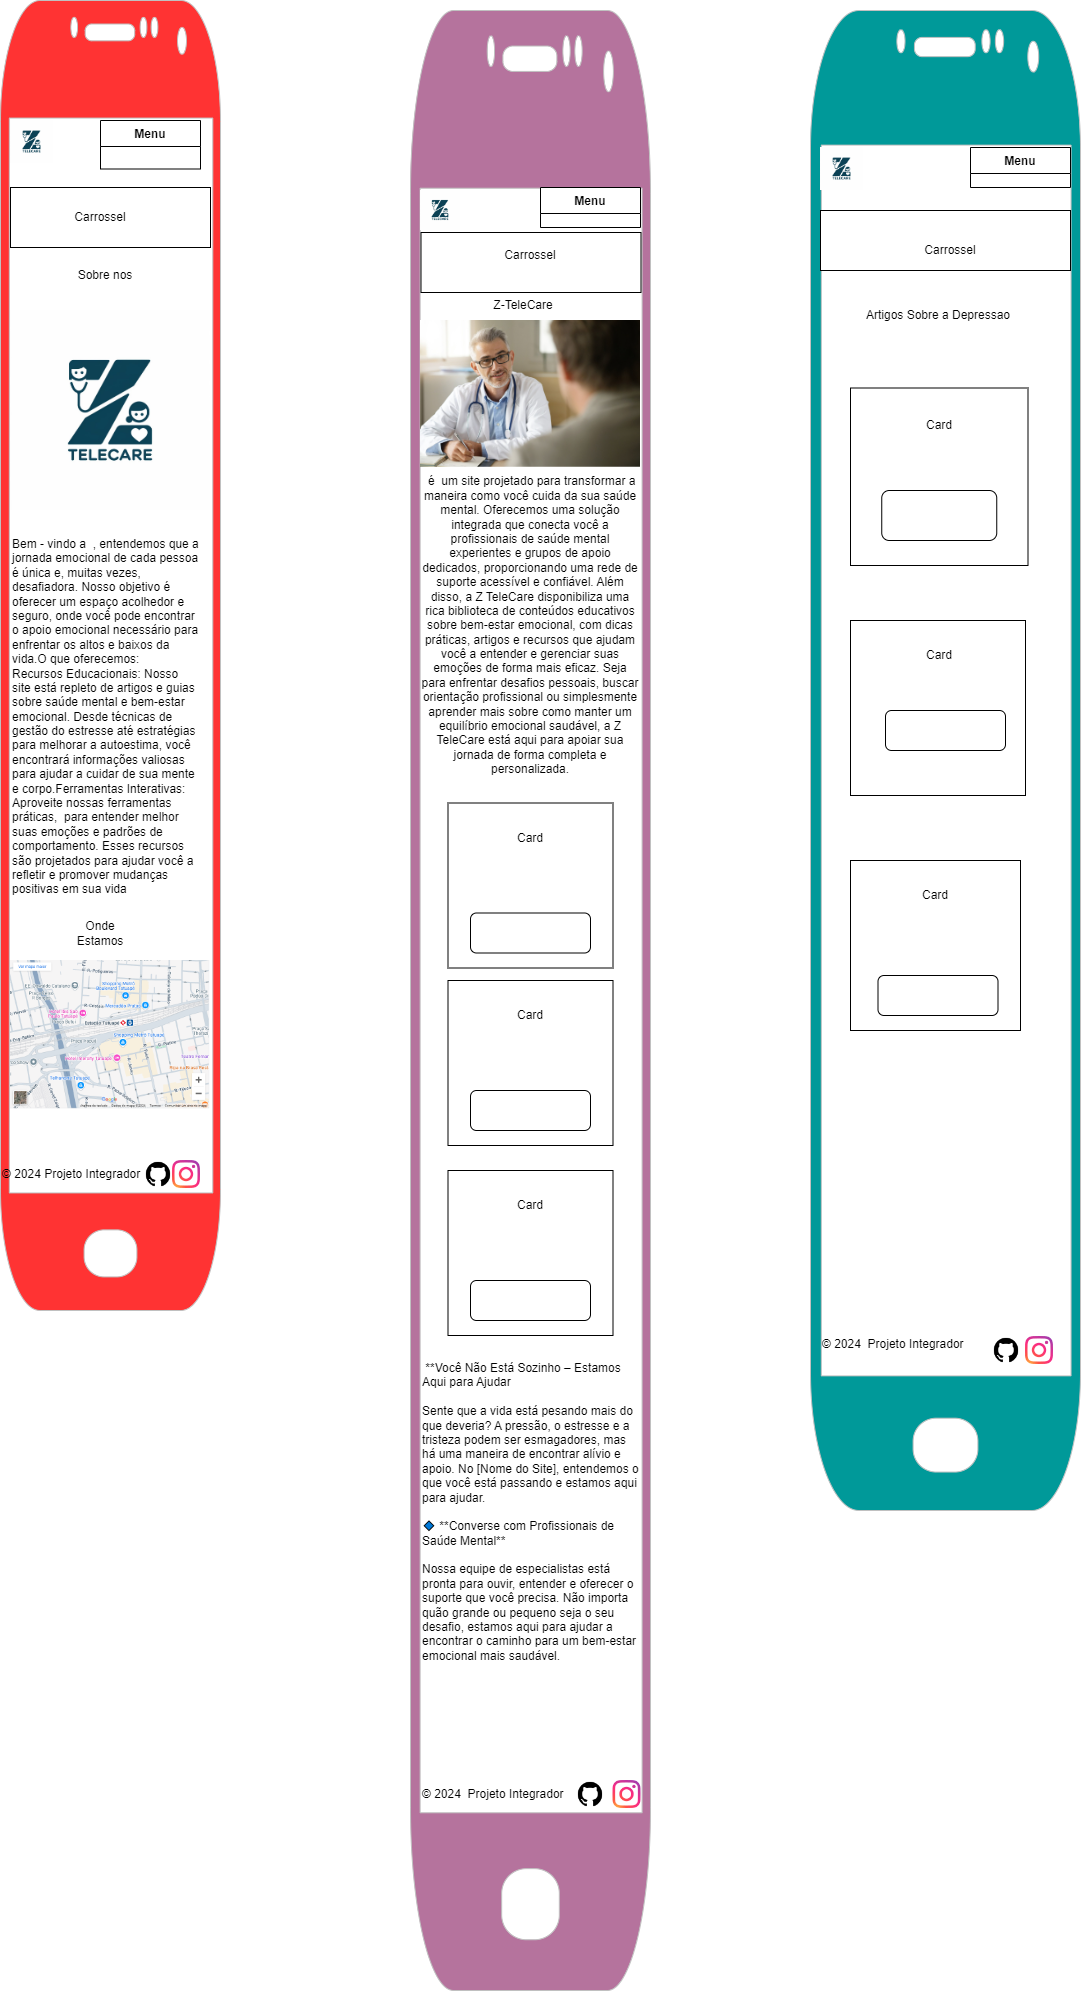 TELECARE
Menu
Carrossel
Sobre nos
TELECARE
Bem - vindo a  , entendemos que a
jornada emocional de cada pessoa
é única e, muitas vezes,
desafiadora. Nosso objetivo é
oferecer um espaço acolhedor e
seguro, onde você pode encontrar
o apoio emocional necessário para
enfrentar os altos e baixos da
vida.O que oferecemos:
Recursos Educacionais: Nosso
site está repleto de artigos e guias
sobre saúde mental e bem-estar
emocional. Desde técnicas de
gestão do estresse até estratégias
para melhorar a autoestima, você
encontrará informações valiosas
para ajudar a cuidar de sua mente
e corpo.Ferramentas Interativas:
Aproveite nossas ferramentas
práticas,  para entender melhor
suas emoções e padrões de
comportamento. Esses recursos
são projetados para ajudar você a
refletir e promover mudanças
positivas em sua vida
Onde
Estamos
Shopping Metrô
Estação Tatuapé
Shopping Metrô Tatuapé
© 2024 Projeto Integrador
TELECARE
Menu
Carrossel
Z-TeleCare
é  um site projetado para transformar a
maneira como você cuida da sua saúde
mental. Oferecemos uma solução
integrada que conecta você a
profissionais de saúde mental
experientes e grupos de apoio
dedicados, proporcionando uma rede de
suporte acessível e confiável. Além
disso, a Z TeleCare disponibiliza uma
rica biblioteca de conteúdos educativos
sobre bem-estar emocional, com dicas
práticas, artigos e recursos que ajudam
você a entender e gerenciar suas
emoções de forma mais eficaz. Seja
para enfrentar desafios pessoais, buscar
orientação profissional ou simplesmente
aprender mais sobre como manter um
equilíbrio emocional saudável, a Z
TeleCare está aqui para apoiar sua
jornada de forma completa e
personalizada.
Card
Card
Card
**Você Não Está Sozinho – Estamos
Aqui para Ajudar
Sente que a vida está pesando mais do
que deveria? A pressão, o estresse e a
tristeza podem ser esmagadores, mas
há uma maneira de encontrar alívio e
apoio. No [Nome do Site], entendemos o
que você está passando e estamos aqui
para ajudar.
🔷 **Converse com Profissionais de
Saúde Mental**
Nossa equipe de especialistas está
pronta para ouvir, entender e oferecer o
suporte que você precisa. Não importa
quão grande ou pequeno seja o seu
desafio, estamos aqui para ajudar a
encontrar o caminho para um bem-estar
emocional mais saudável.
© 2024  Projeto Integrador
TELECARE
Menu
Carrossel
Artigos Sobre a Depressao
Card
Card
Card
© 2024  Projeto Integrador